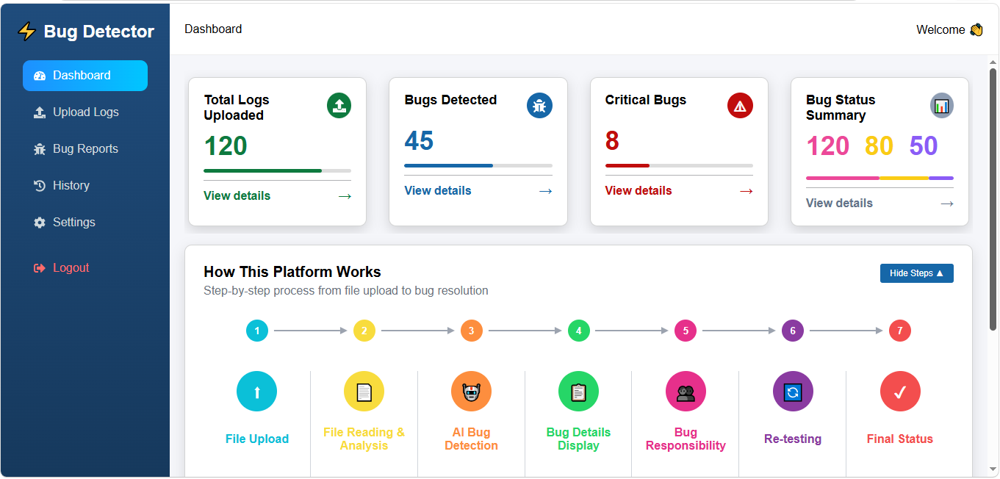 Bug Detector
Dashboard
Upload Logs
Bug Reports
History
Settings
Logout
Dashboard
Welcome
Total Logs
Uploaded
120
View details →
Bugs Detected
45
View details →
Critical Bugs
8
View details →
Bug Status
Summary
120 80 50
View details →
How This Platform Works
Hide Steps ▲
Step-by-step process from file upload to bug resolution
1 2 3 4 5 6 7
File Upload
File Reading &
Analysis
AI Bug
Detection
Bug Details
Display
Bug
Responsibility
Re-testing
Final Status